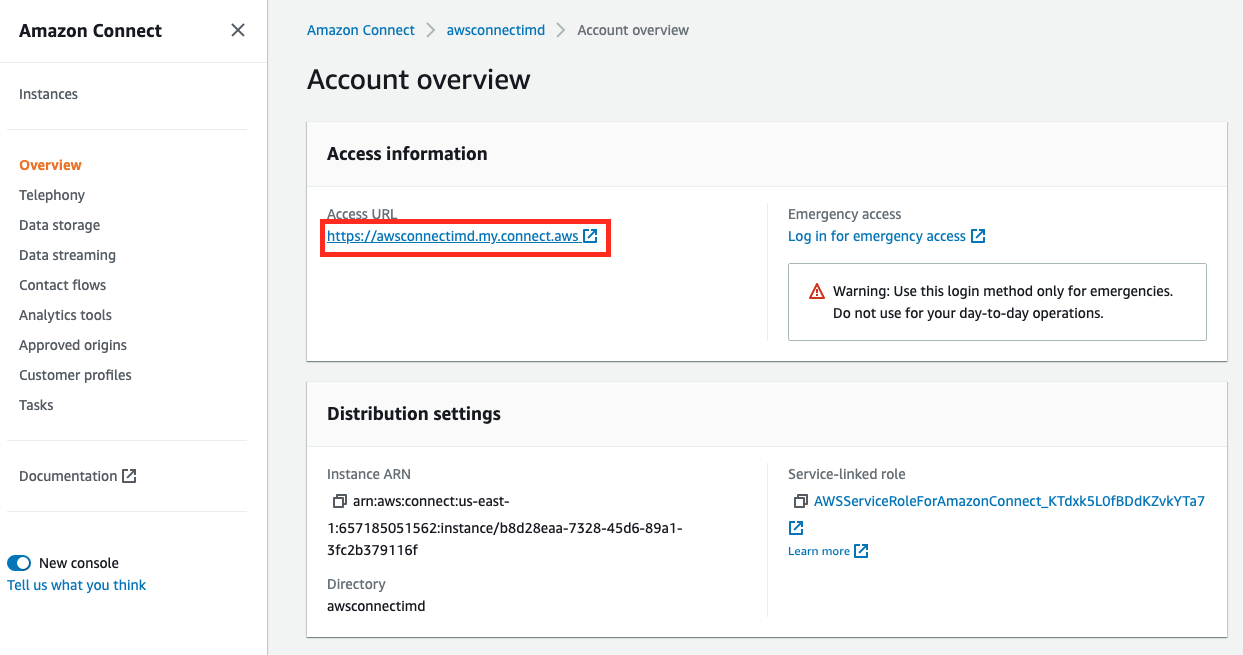 Amazon Connect
Instances
Overview
Telephony
Data storage
Data streaming
Contact flows
Analytics tools
Approved origins
Customer profiles
Tasks
Documentation
New console
Tell us what you think
Amazon Connect > awsconnectimd > Account overview
Account overview
Access information
Access URL
https://awsconnectimd.my.connect.aws
Emergency access
Log in for emergency access
Warning: Use this login method only for emergencies.
Do not use for your day-to-day operations.
Distribution settings
Instance ARN
arn:aws:connect:us-east-
1:657185051562:instance/b8d28eaa-7328-45d6-89a1-
3fc2b379116f
Directory
awsconnectimd
Service-linked role
AWSServiceRoleForAmazonConnect_KTdxk5L0fBDdKZvkYTa7
Learn more